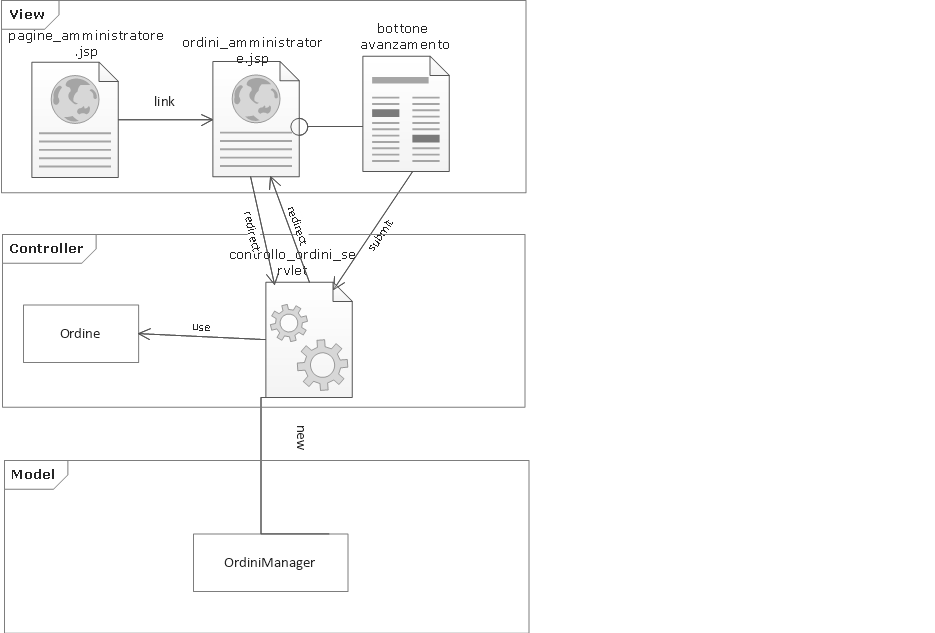 View
pagine_amministratore
.jsp
ordini_amministrator
e.jsp
bottone
avanzamento
link
redirect
redirect
submit
Controller
controllo_ordini_se
rvlet
Ordine
use
new
Model
OrdiniManager